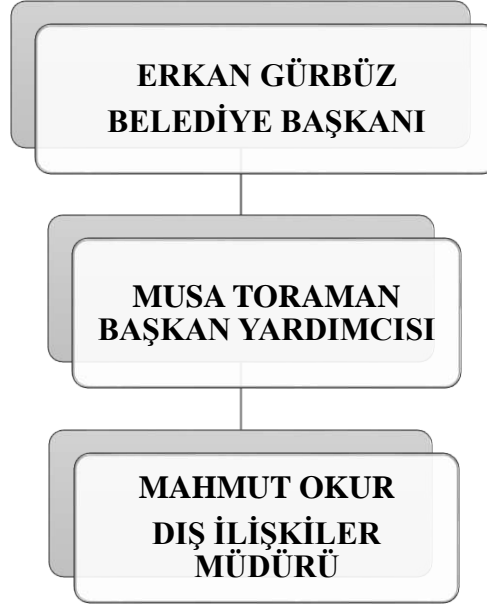 ERKAN GÜRBÜZ
BELEDİYE BAŞKANI
MUSA TORAMAN
BAŞKAN YARDIMCISI
MAHMUT OKUR
DIŞ İLİŞKİLER
MÜDÜRÜ